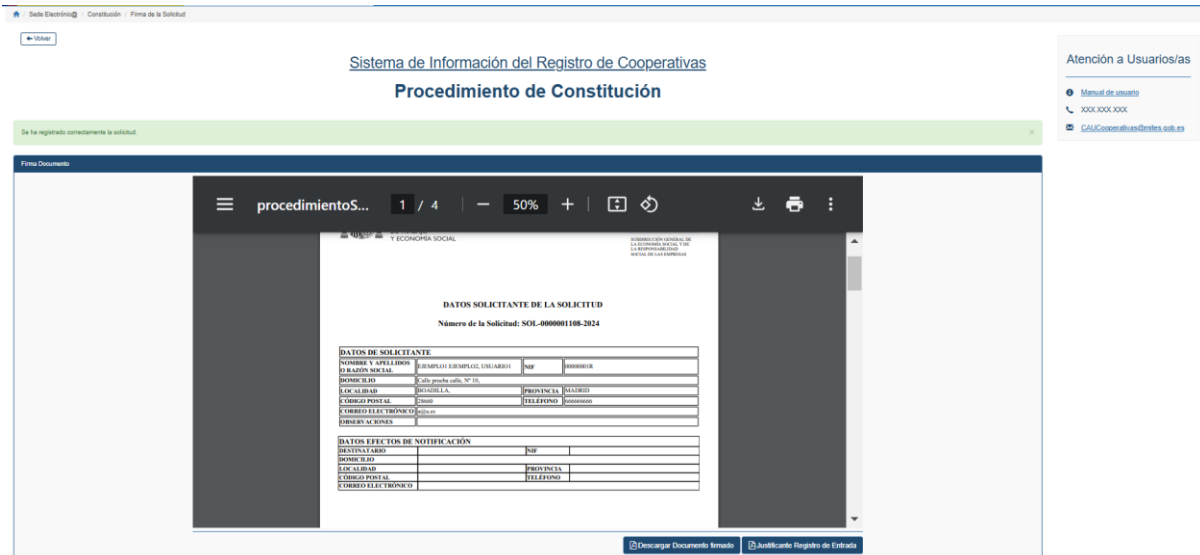 / Sede Electrónic@ / Constitución / Firma de la Solicitud
Volver
Sistema de Información del Registro de Cooperativas
Procedimiento de Constitución
Atención a Usuarios/as
Manual de usuario
XXX XXX XXX
CAUCooperativas@mites.gob.es
Se ha registrado correctamente la solicitud.
×
Firma Documento
procedimientoS... 1 / 4 50%
Y ECONOMÍA SOCIAL
SUBDIRECCIÓN GENERAL DE
LA ECONOMÍA SOCIAL Y DE
LA RESPONSABILIDAD
SOCIAL DE LAS EMPRESAS
DATOS SOLICITANTE DE LA SOLICITUD
Número de la Solicitud: SOL-0000001108-2024
DATOS DE SOLICITANTE
NOMBRE Y APELLIDOS O RAZÓN SOCIAL EJEMPLO1 EJEMPLO2, USUARIO1 NIF 00000001R
DOMICILIO Calle prueba calle, Nº 10,
LOCALIDAD BOADILLA, PROVINCIA MADRID
CÓDIGO POSTAL 28660 TELÉFONO 666666666
CORREO ELECTRÓNICO a@a.es
OBSERVACIONES
DATOS EFECTOS DE NOTIFICACIÓN
DESTINATARIO NIF
DOMICILIO
LOCALIDAD PROVINCIA
CÓDIGO POSTAL TELÉFONO
CORREO ELECTRÓNICO
Descargar Documento firmado Justificante Registro de Entrada